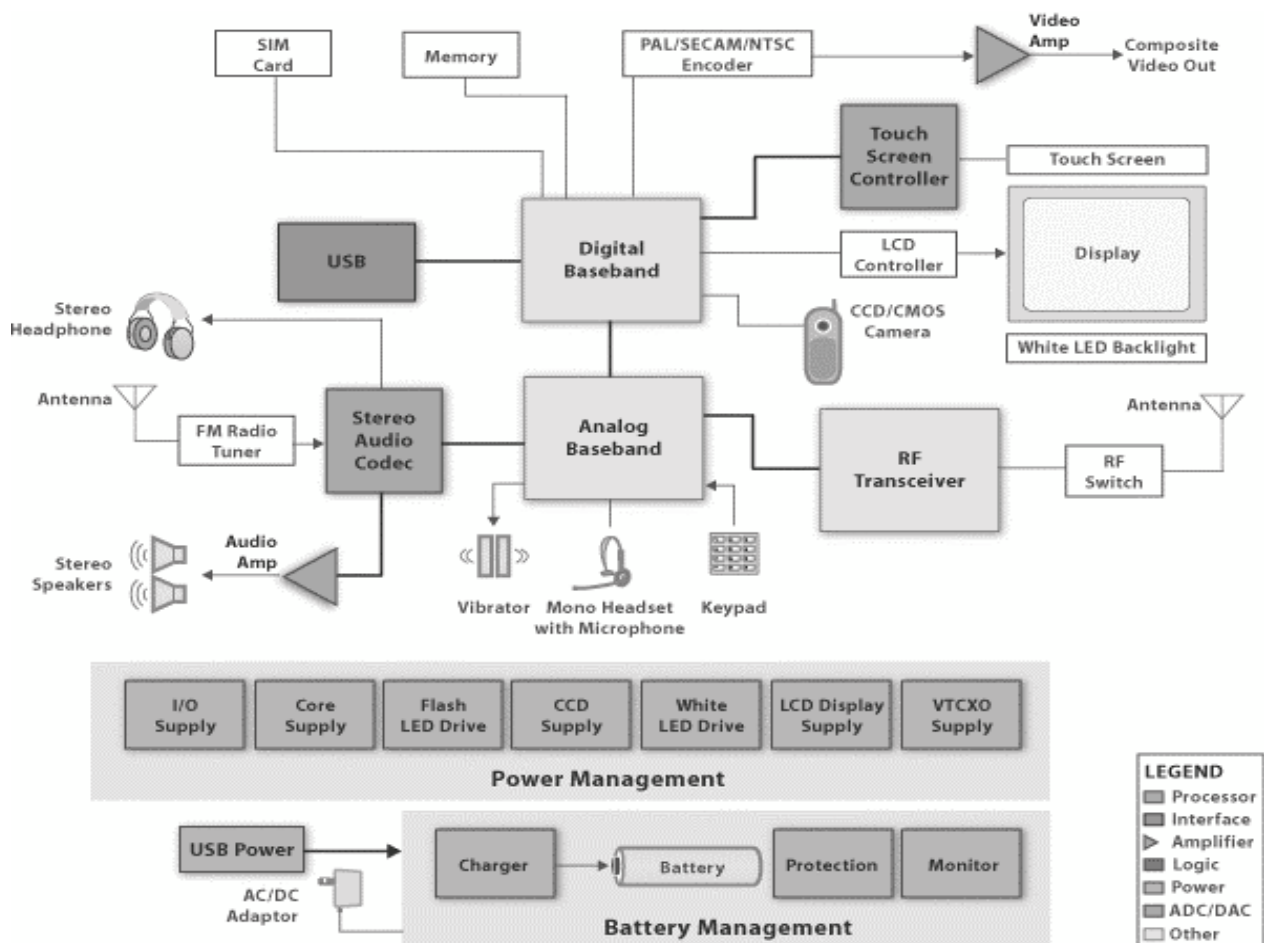 SIM
Card
Memory
PAL/SECAM/NTSC
Encoder
Video
Amp
Composite
Video Out
Touch
Screen
Controller
Touch Screen
Digital
Baseband
USB
LCD
Controller
Display
Stereo
Headphone
CCD/CMOS
Camera
White LED Backlight
Antenna
FM Radio
Tuner
Stereo
Audio
Codec
Analog
Baseband
RF
Transceiver
RF
Switch
Antenna
Audio
Amp
Stereo
Speakers
Vibrator
Mono Headset
with Microphone
Keypad
I/O
Supply
Core
Supply
Flash
LED Drive
CCD
Supply
White
LED Drive
LCD Display
Supply
VTCXO
Supply
Power Management
USB Power
AC/DC
Adaptor
Charger
Battery
Protection
Monitor
Battery Management
LEGEND
Processor
Interface
Amplifier
Logic
Power
ADC/DAC
Other